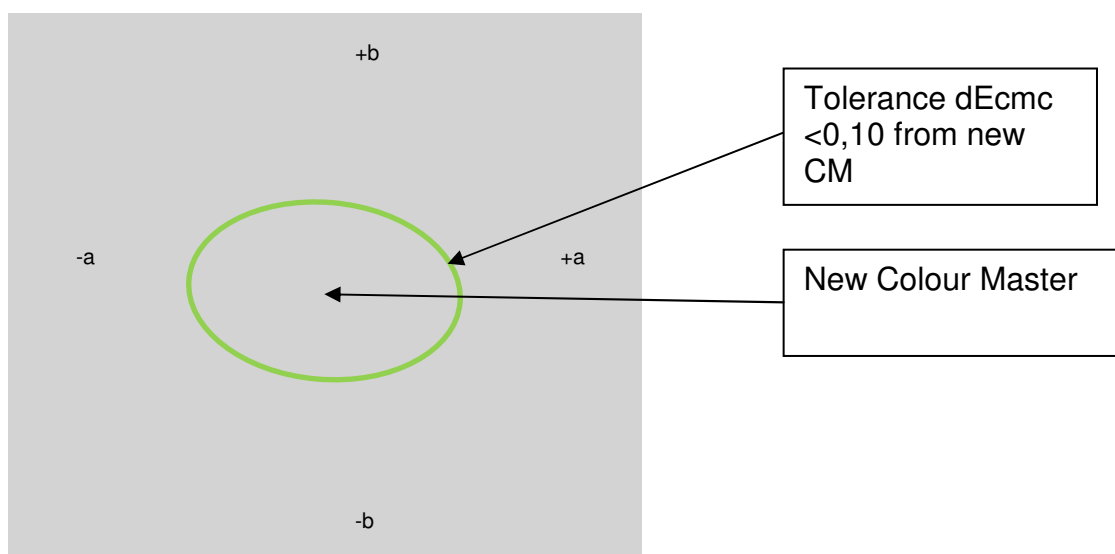 +b
Tolerance dEcmc
<0,10 from new
CM
-a
+a
New Colour Master
-b